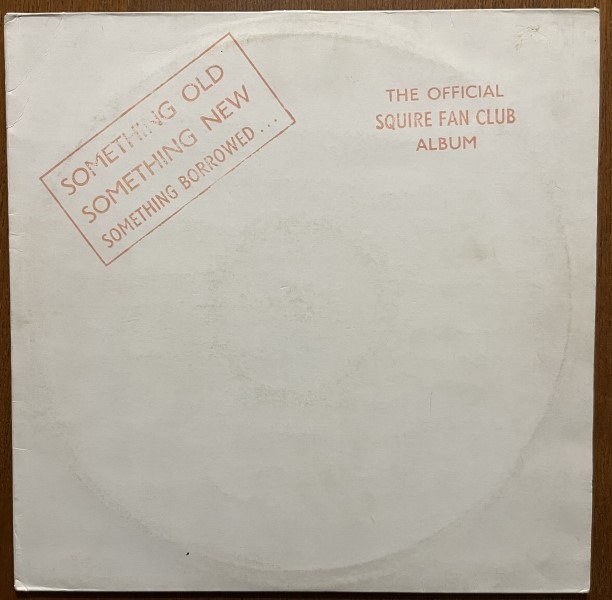 SOMETHING OLD
SOMETHING NEW
SOMETHING BORROWED...
THE OFFICIAL
SQUIRE FAN CLUB
ALBUM